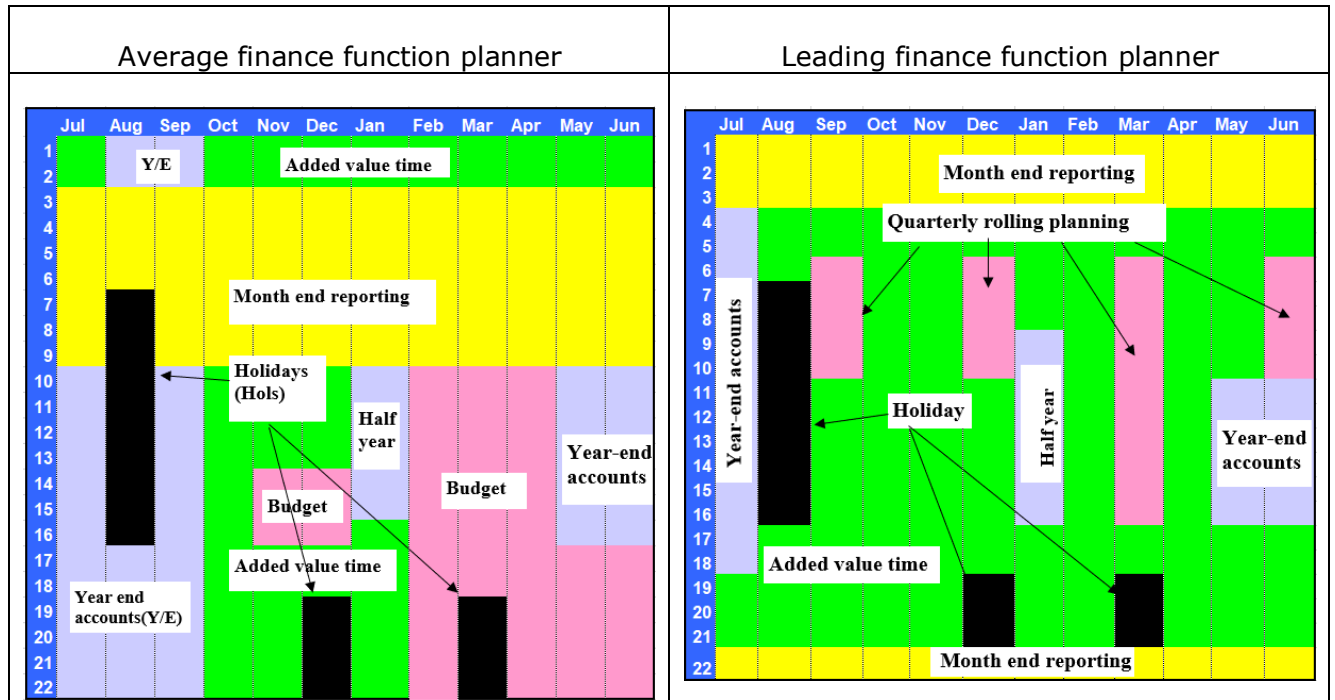 Average finance function planner
Jul Aug Sep Oct Nov Dec Jan Feb Mar Apr May Jun
1
2
3
4
5
6
7
8
9
10
11
12
13
14
15
16
17
18
19
20
21
22
Y/E
Added value time
Month end reporting
Holidays
(Hols)
Half
year
Year-end
accounts
Budget
Budget
Added value time
Year end
accounts(Y/E)
Leading finance function planner
Jul Aug Sep Oct Nov Dec Jan Feb Mar Apr May Jun
1
2
3
4
5
6
7
8
9
10
11
12
13
14
15
16
17
18
19
20
21
22
Month end reporting
Quarterly rolling planning
Year-end accounts
Holiday
Half year
Year-end
accounts
Added value time
Month end reporting